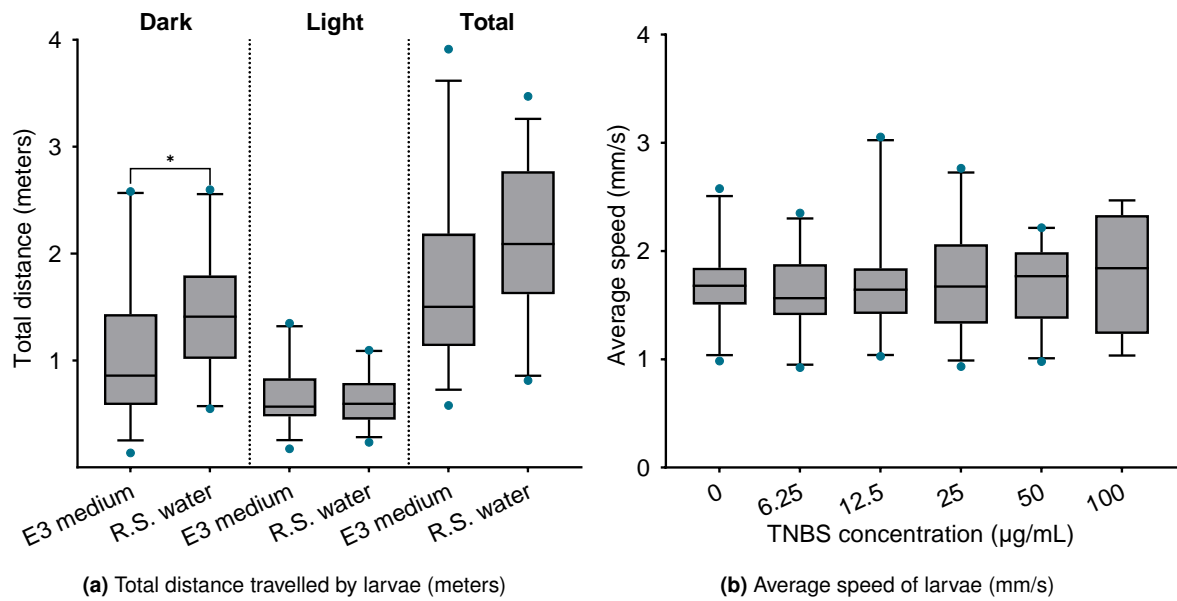 Dark Light Total
Total distance (meters)
4
3
2
1
*
E3 medium R.S. water E3 medium R.S. water E3 medium R.S. water
(a) Total distance travelled by larvae (meters)
Average speed (mm/s)
4
3
2
1
0
0 6.25 12.5 25 50 100
TNBS concentration (µg/mL)
(b) Average speed of larvae (mm/s)